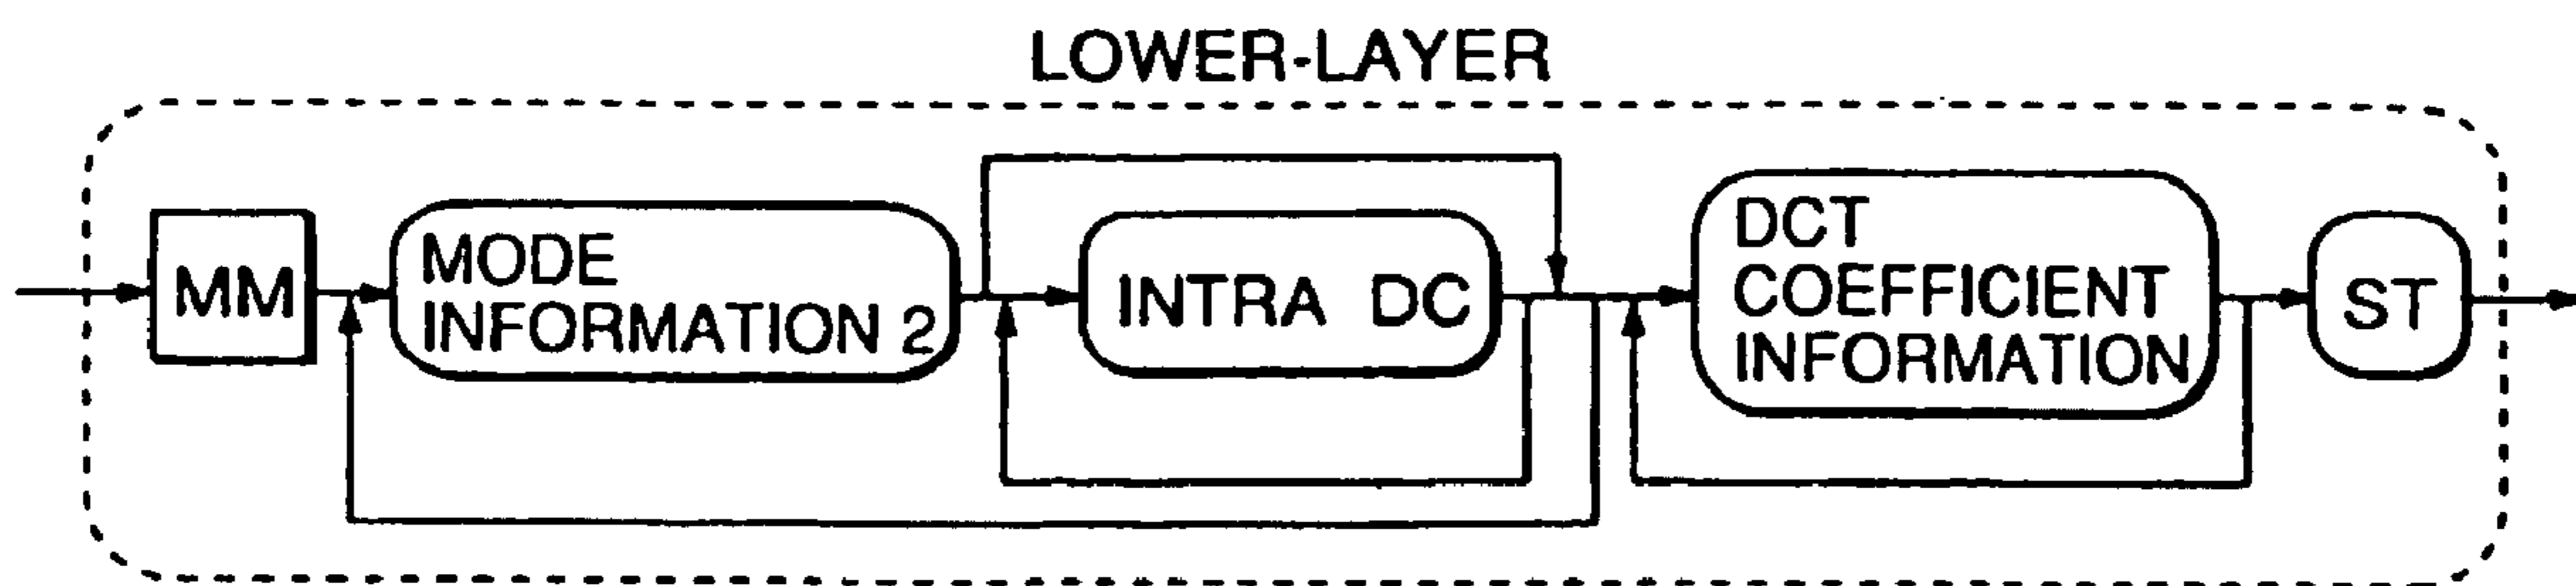 LOWER-LAYER
MM
MODE
INFORMATION 2
INTRA DC
DCT
COEFFICIENT
INFORMATION
ST